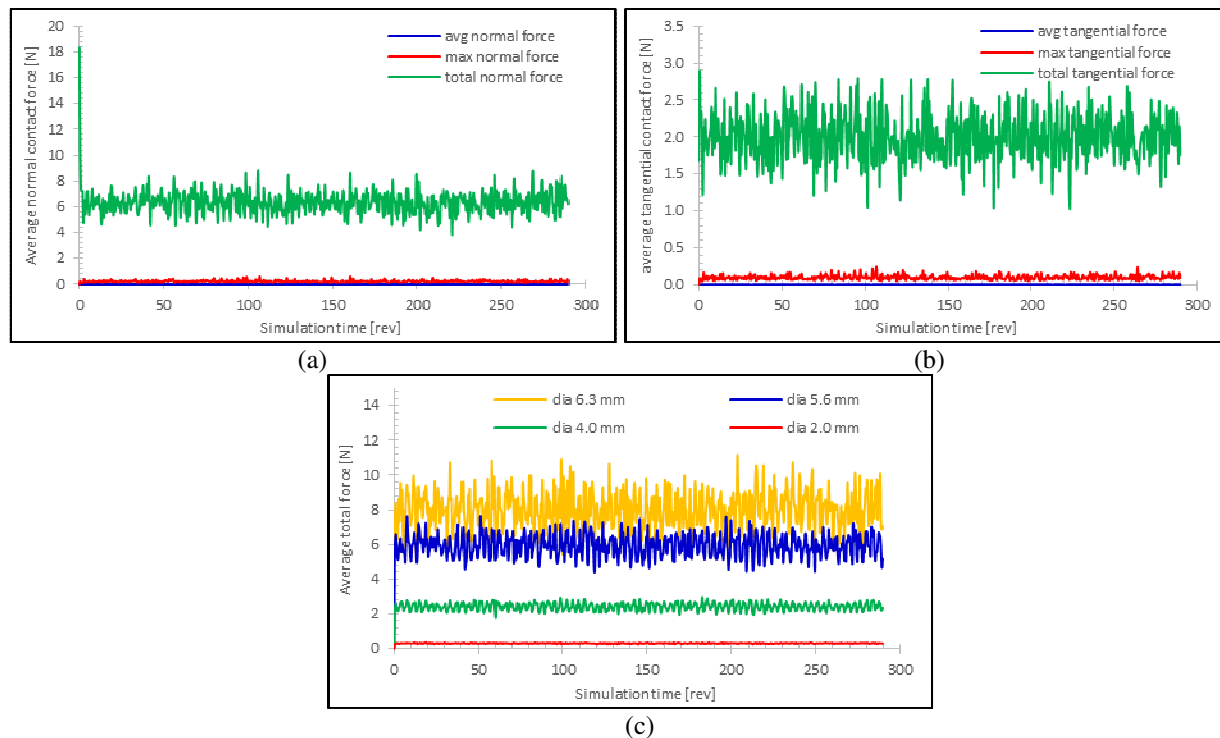 20
18
16
14
12
10
8
6
4
2
0
Average normal contact force [N]
avg normal force
max normal force
total normal force
0 50 100 150 200 250 300
Simulation time [rev]
(a)
3.5
3.0
2.5
2.0
1.5
1.0
0.5
0.0
average tangential contact force [N]
avg tangential force
max tangential force
total tangential force
0 50 100 150 200 250 300
Simulation time [rev]
(b)
14
12
10
8
6
4
2
0
Average total force [N]
dia 6.3 mm dia 5.6 mm
dia 4.0 mm dia 2.0 mm
0 50 100 150 200 250 300
Simulation time [rev]
(c)